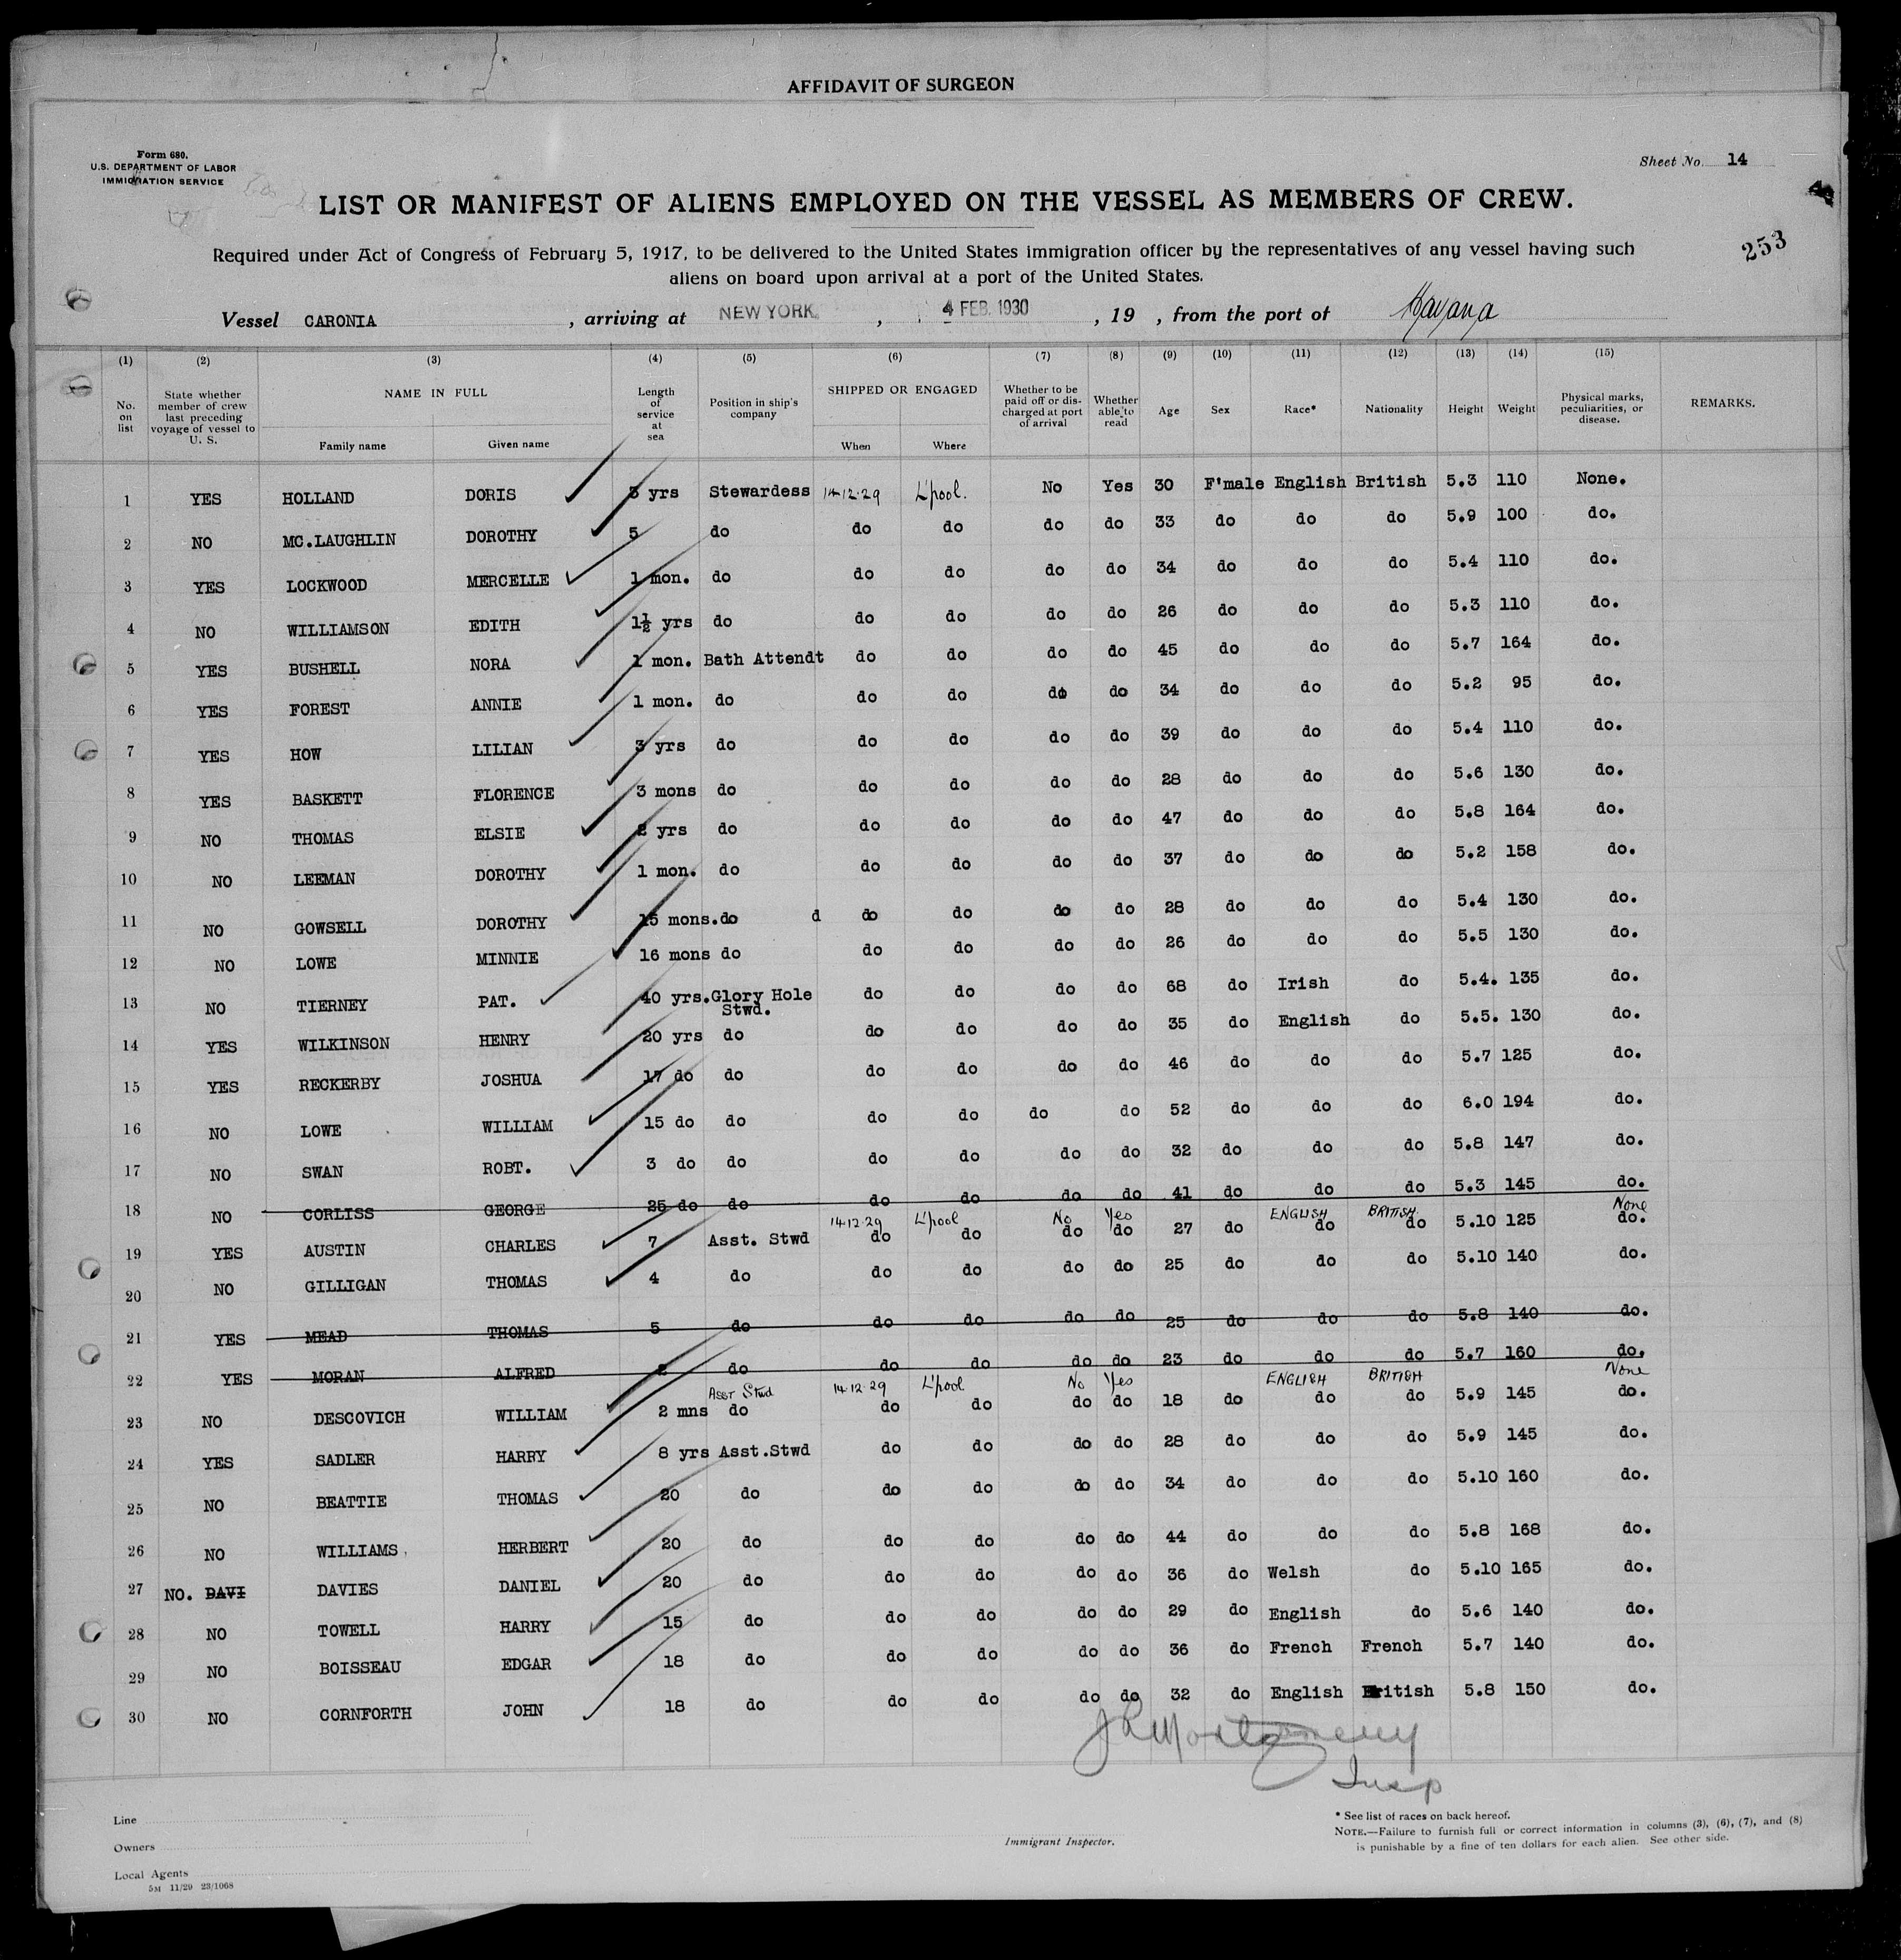 AFFIDAVIT OF SURGEON
Form 680.
U.S. DEPARTMENT OF LABOR
IMMIGRATION SERVICE
Sheet No. 14
LIST OR MANIFEST OF ALIENS EMPLOYED ON THE VESSEL AS MEMBERS OF CREW.
253
Required under Act of Congress of February 5, 1917, to be delivered to the United States immigration officer by the representatives of any vessel having such
aliens on board upon arrival at a port of the United States.
Vessel CARONIA , arriving at NEW YORK , 4 FEB. 1930 , 19 , from the port of Havana
(1) (2) (3) (4) (5) (6) (7) (8) (9) (10) (11) (12) (13) (14) (15)
No. on list
State whether member of crew last preceding voyage of vessel to U. S.
NAME IN FULL
Family name Given name
Length of service at sea
Position in ship's company
SHIPPED OR ENGAGED
When Where
Whether to be paid off or discharged at port of arrival
Whether able to read
Age Sex Race* Nationality Height Weight
Physical marks, peculiarities, or disease.
REMARKS.
1 YES HOLLAND DORIS 3 yrs Stewardess 14-12-29 L'pool. No Yes 30 F'male English British 5.3 110 None.
2 NO MC.LAUGHLIN DOROTHY 5 do do do do do 33 do do do 5.9 100 do.
3 YES LOCKWOOD MERCELLE 1 mon. do do do do do 34 do do do 5.4 110 do.
4 NO WILLIAMSON EDITH 1½ yrs do do do do do 26 do do do 5.3 110 do.
5 YES BUSHELL NORA 1 mon. Bath Attendt do do do do 45 do do do 5.7 164 do.
6 YES FOREST ANNIE 1 mon. do do do do do 34 do do do 5.2 95 do.
7 YES HOW LILIAN 3 yrs do do do do do 39 do do do 5.4 110 do.
8 YES BASKETT FLORENCE 3 mons do do do do do 28 do do do 5.6 130 do.
9 NO THOMAS ELSIE 2 yrs do do do do do 47 do do do 5.8 164 do.
10 NO LEEMAN DOROTHY 1 mon. do do do do do 37 do do do 5.2 158 do.
11 NO GOWSELL DOROTHY 15 mons.do d do do do do 28 do do do 5.4 130 do.
12 NO LOWE MINNIE 16 mons do do do do do 26 do do do 5.5 130 do.
13 NO TIERNEY PAT. 40 yrs.Glory Hole Stwd. do do do do 68 do Irish do 5.4. 135 do.
14 YES WILKINSON HENRY 20 yrs do do do do do 35 do English do 5.5. 130 do.
15 YES RECKERBY JOSHUA 17 do do do do do do 46 do do do 5.7 125 do.
16 NO LOWE WILLIAM 15 do do do do do do 52 do do do 6.0 194 do.
17 NO SWAN ROBT. 3 do do do do do do 32 do do do 5.8 147 do.
18 NO CORLISS GEORGE 25 do do do do do do 41 do do do 5.3 145 do.
14-12-29 L'pool No Yes ENGLISH BRITISH None
19 YES AUSTIN CHARLES 7 Asst. Stwd do do do do 27 do do do 5.10 125 do.
20 NO GILLIGAN THOMAS 4 do do do do do 25 do do do 5.10 140 do.
21 YES MEAD THOMAS 5 do do do do do 25 do do do 5.8 140 do.
22 YES MORAN ALFRED 2 do do do do do 23 do do do 5.7 160 do.
Asst Stwd 14-12-29 L'pool No Yes ENGLISH BRITISH None
23 NO DESCOVICH WILLIAM 2 mns do do do do do 18 do do do 5.9 145 do.
24 YES SADLER HARRY 8 yrs Asst.Stwd do do do do 28 do do do 5.9 145 do.
25 NO BEATTIE THOMAS 20 do do do do do 34 do do do 5.10 160 do.
26 NO WILLIAMS HERBERT 20 do do do do do 44 do do do 5.8 168 do.
27 NO. DAVI DAVIES DANIEL 20 do do do do do 36 do Welsh do 5.10 165 do.
28 NO TOWELL HARRY 15 do do do do do 29 do English do 5.6 140 do.
29 NO BOISSEAU EDGAR 18 do do do do do 36 do French French 5.7 140 do.
30 NO CORNFORTH JOHN 18 do do do do do 32 do English British 5.8 150 do.
Montgomery
Insp
Line
Owners
Local Agents
5M 11/29 23/1068
Immigrant Inspector.
* See list of races on back hereof.
NOTE.—Failure to furnish full or correct information in columns (3), (6), (7), and (8)
is punishable by a fine of ten dollars for each alien. See other side.